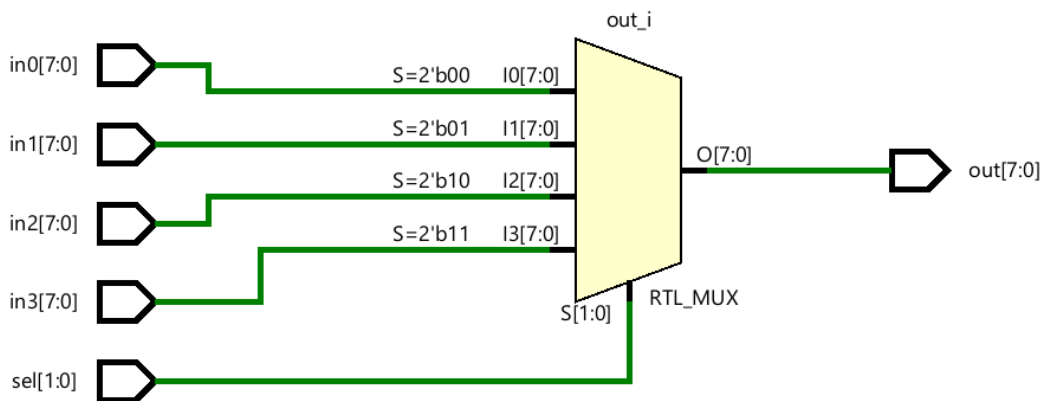 out_i
in0[7:0]
S=2'b00 I0[7:0]
in1[7:0]
S=2'b01 I1[7:0]
O[7:0]
out[7:0]
in2[7:0]
S=2'b10 I2[7:0]
in3[7:0]
S=2'b11 I3[7:0]
S[1:0]
RTL_MUX
sel[1:0]